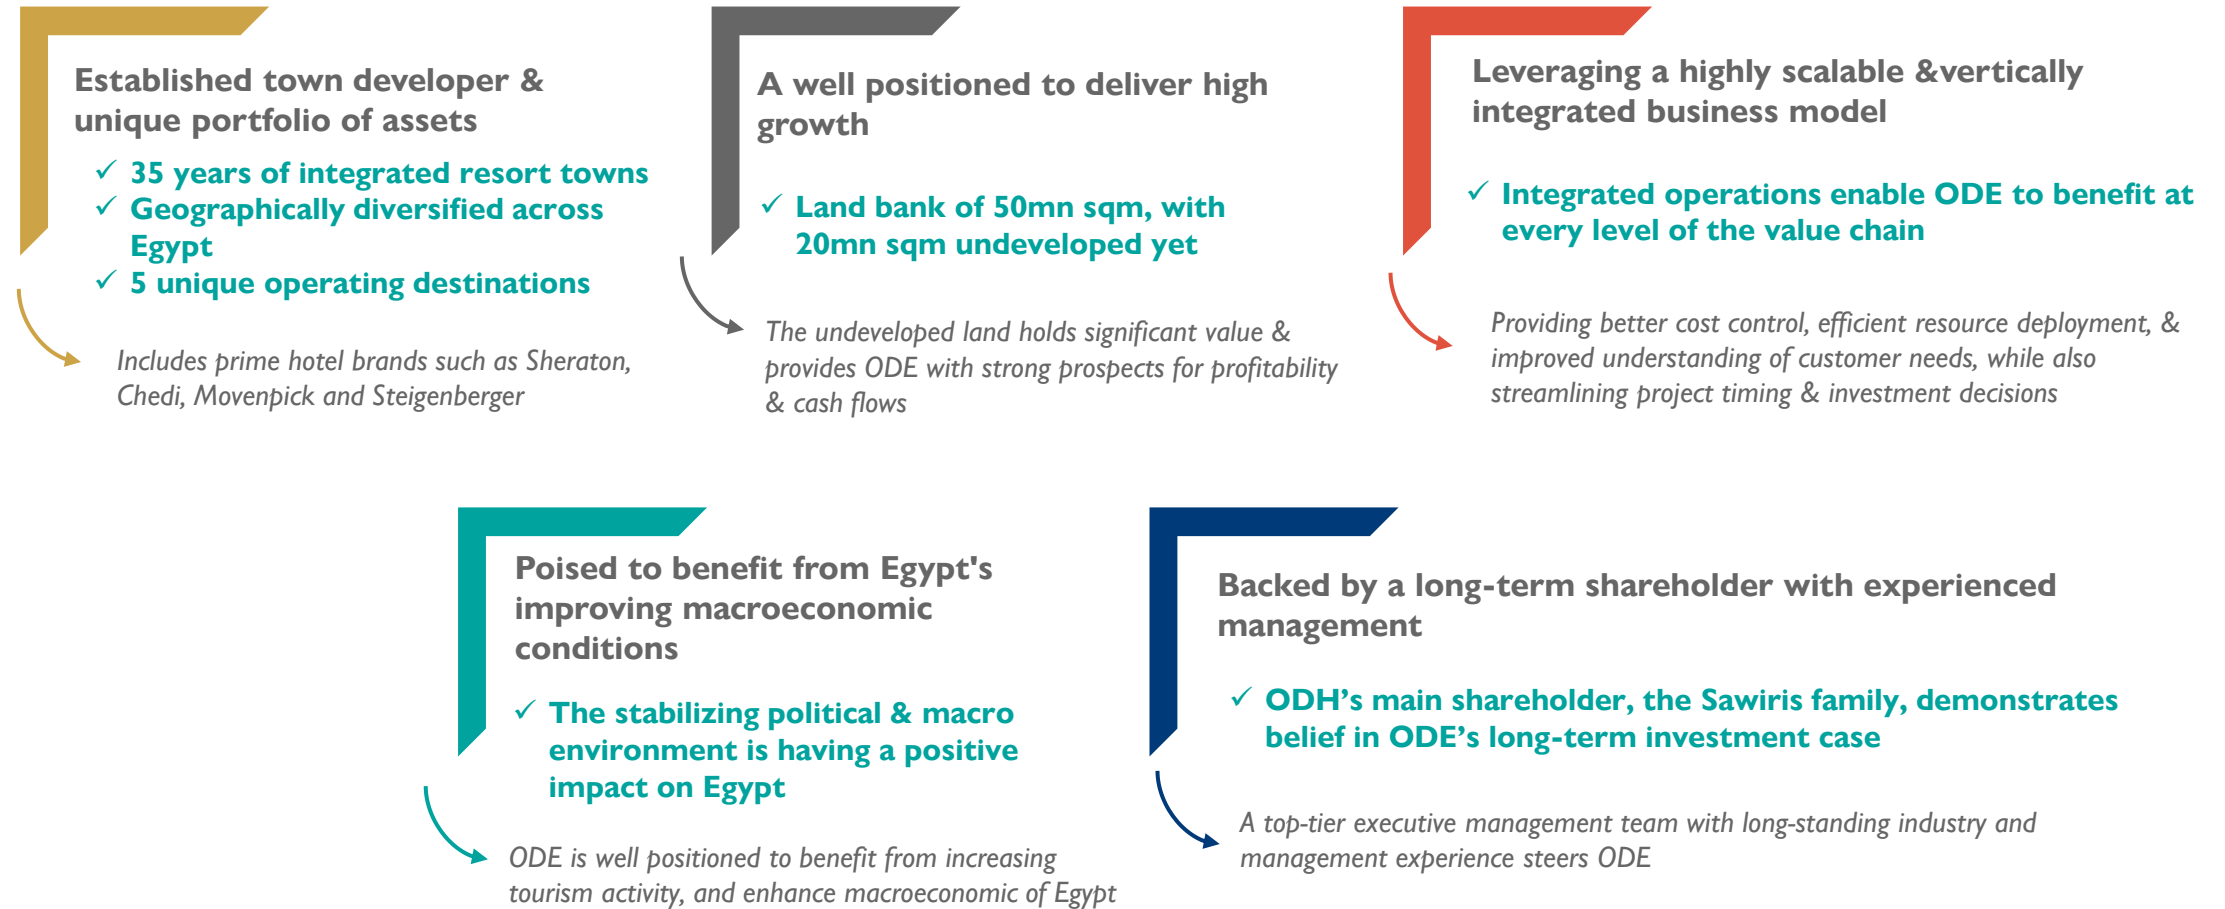 Established town developer &
unique portfolio of assets
✓ 35 years of integrated resort towns
✓ Geographically diversified across
Egypt
✓ 5 unique operating destinations
Includes prime hotel brands such as Sheraton,
Chedi, Movenpick and Steigenberger
A well positioned to deliver high
growth
✓ Land bank of 50mn sqm, with
20mn sqm undeveloped yet
The undeveloped land holds significant value &
provides ODE with strong prospects for profitability
& cash flows
Leveraging a highly scalable &vertically
integrated business model
✓ Integrated operations enable ODE to benefit at
every level of the value chain
Providing better cost control, efficient resource deployment, &
improved understanding of customer needs, while also
streamlining project timing & investment decisions
Poised to benefit from Egypt's
improving macroeconomic
conditions
✓ The stabilizing political & macro
environment is having a positive
impact on Egypt
ODE is well positioned to benefit from increasing
tourism activity, and enhance macroeconomic of Egypt
Backed by a long-term shareholder with experienced
management
✓ ODH’s main shareholder, the Sawiris family, demonstrates
belief in ODE’s long-term investment case
A top-tier executive management team with long-standing industry and
management experience steers ODE